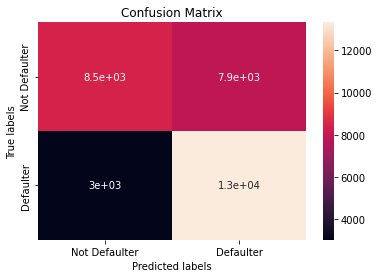 Confusion Matrix
Not Defaulter
Defaulter
True labels
8.5e+03
7.9e+03
3e+03
1.3e+04
Not Defaulter
Defaulter
Predicted labels
12000
10000
8000
6000
4000